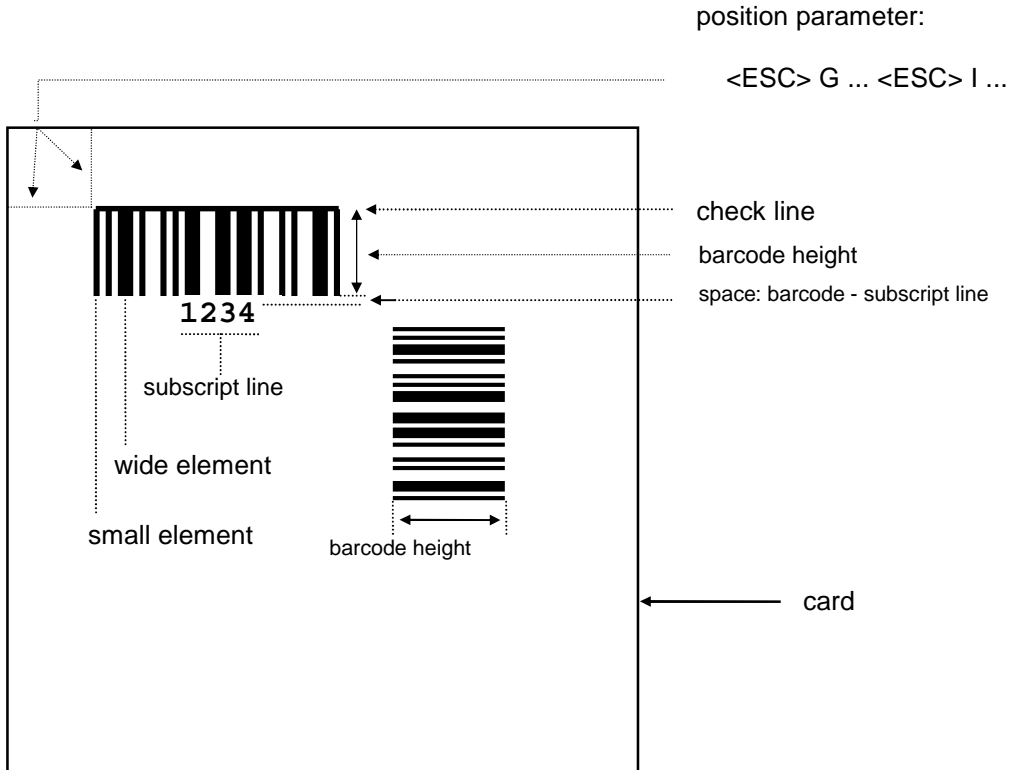 position parameter:
<ESC> G ... <ESC> I ...
check line
barcode height
space: barcode - subscript line
1234
subscript line
wide element
small element
barcode height
card